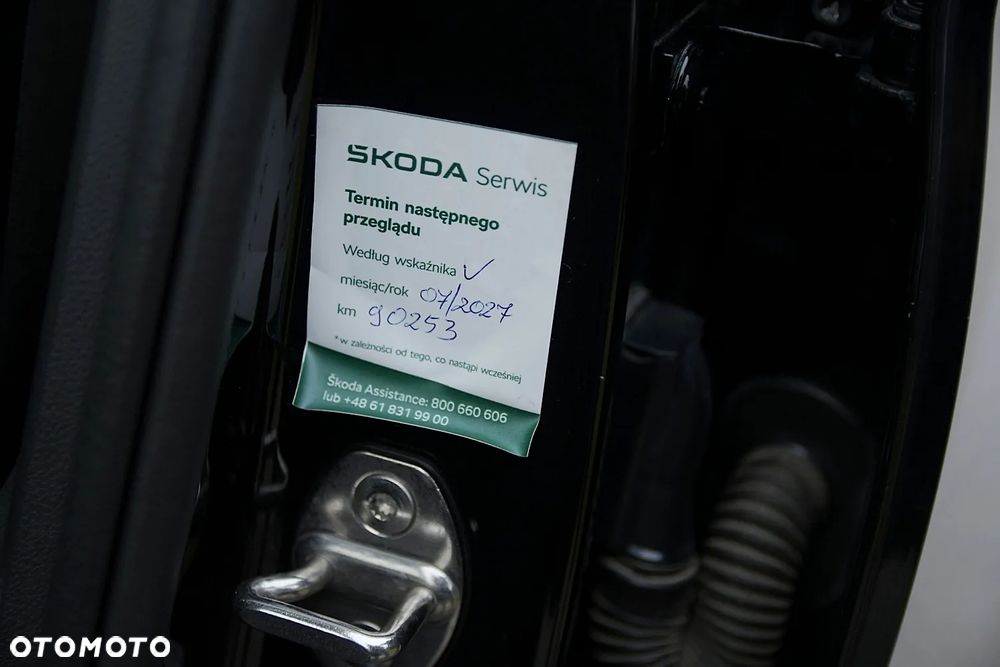 ŠKODA Serwis
Termin następnego
przeglądu
Według wskaźnika ✓
miesiąc/rok 07/2027
km 90253
*w zależności od tego, co nastąpi wcześniej
Škoda Assistance: 800 660 606
lub +48 61 831 99 00
OTOMOTO